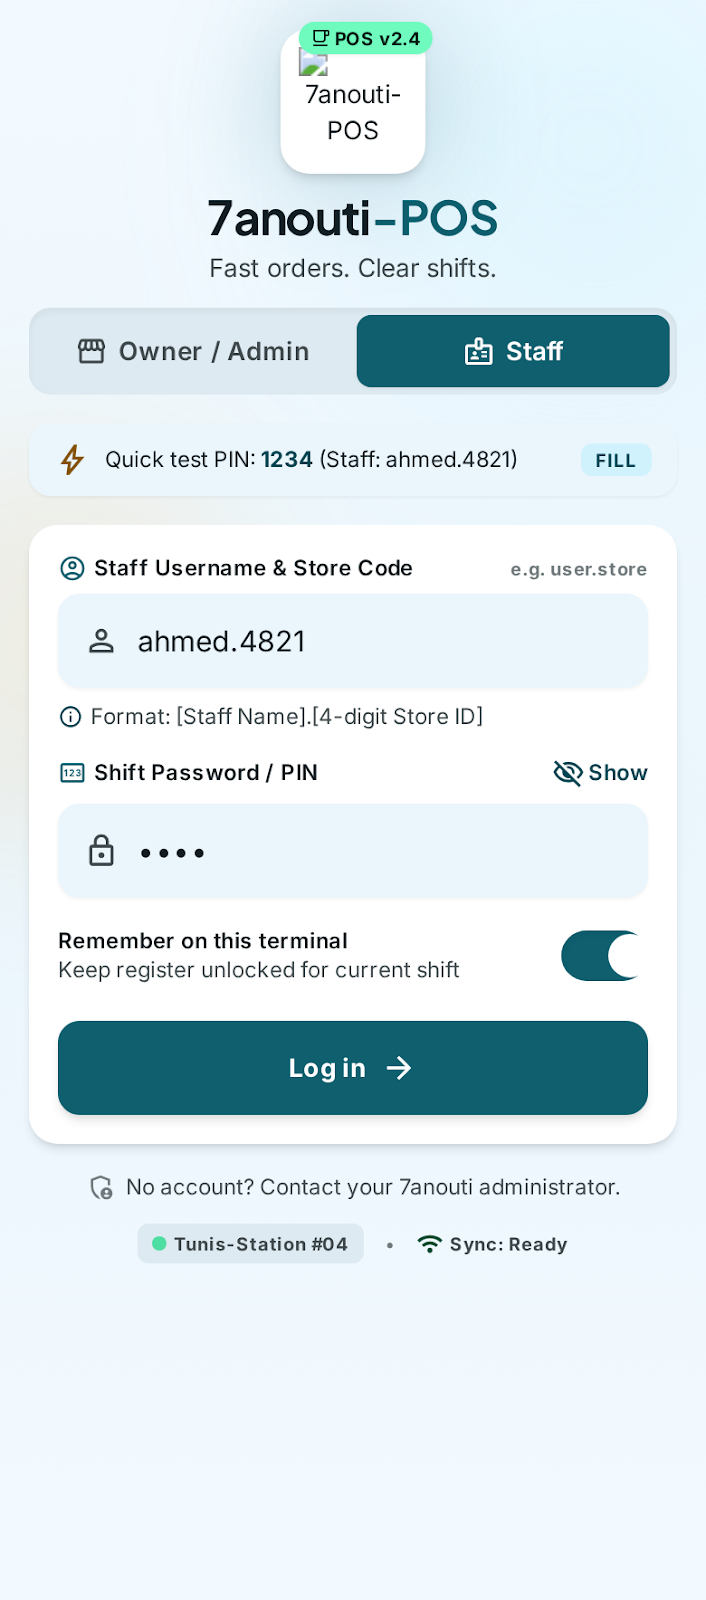 POS v2.4
7anouti-
POS
7anouti-POS
Fast orders. Clear shifts.
Owner / Admin
Staff
Quick test PIN: 1234 (Staff: ahmed.4821)
FILL
Staff Username & Store Code
e.g. user.store
ahmed.4821
Format: [Staff Name].[4-digit Store ID]
123
Shift Password / PIN
Show
••••
Remember on this terminal
Keep register unlocked for current shift
Log in →
No account? Contact your 7anouti administrator.
Tunis-Station #04 • Sync: Ready